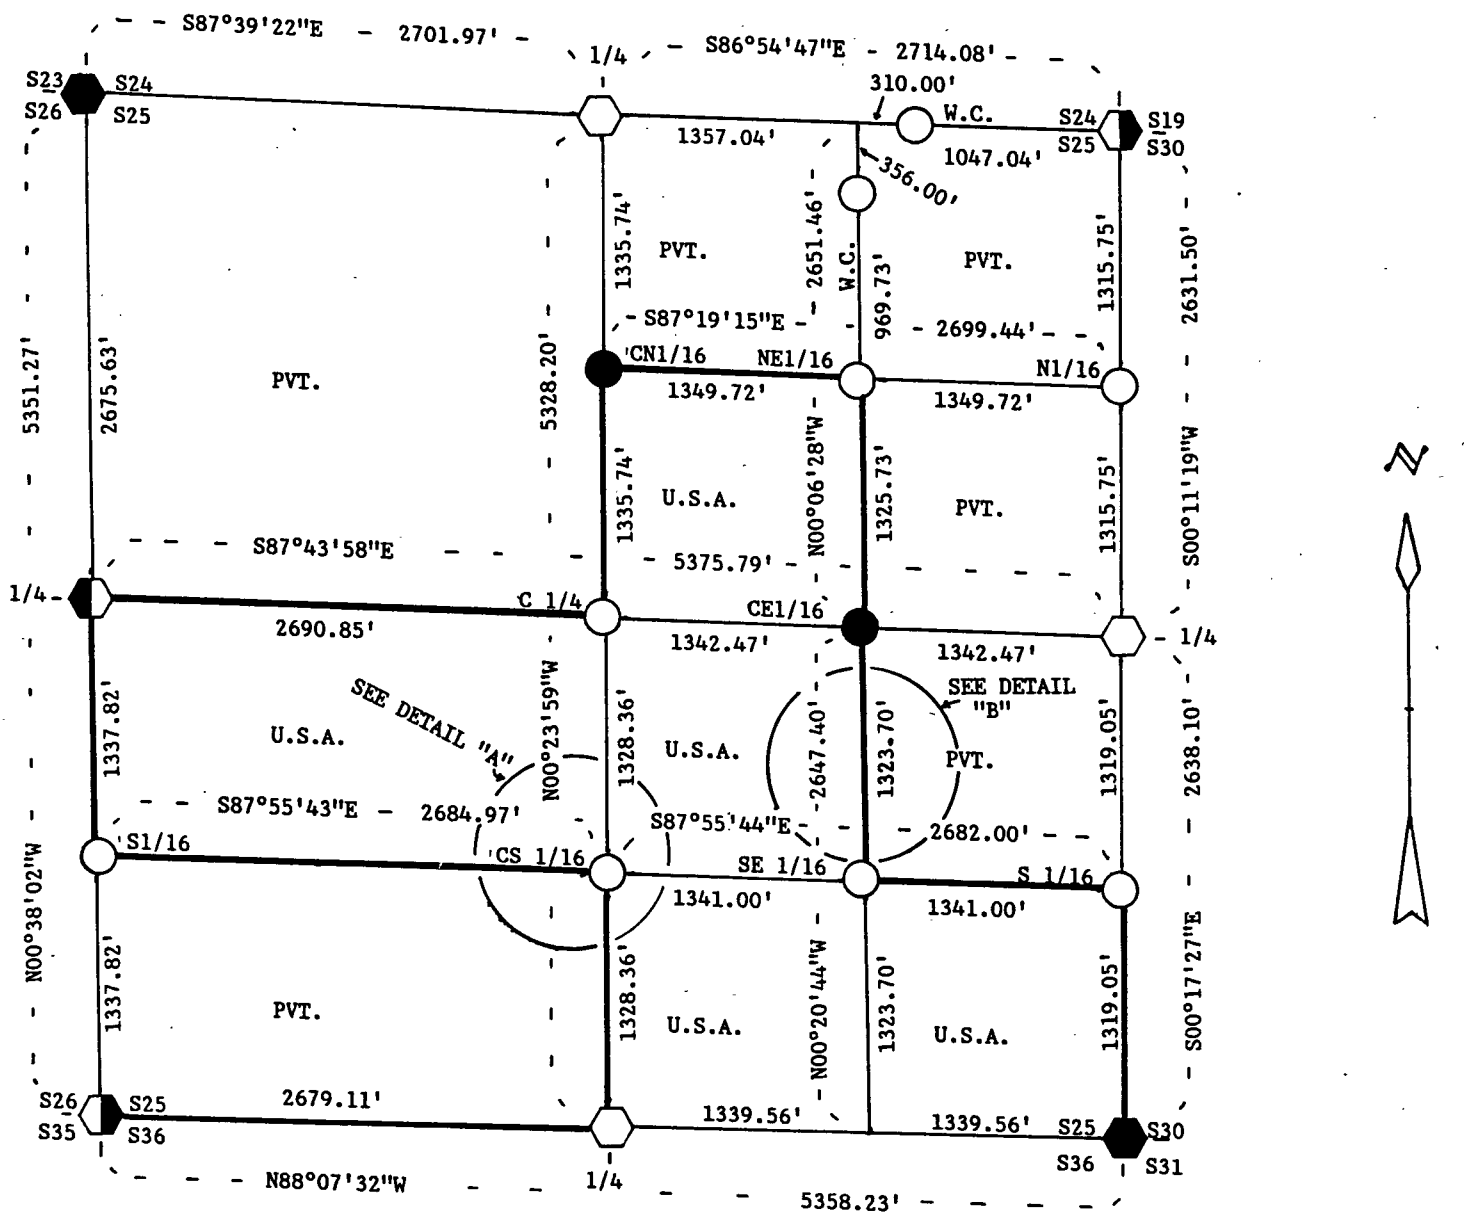 S87°39'22"E - 2701.97'
1/4
S86°54'47"E - 2714.08'
310.00'
S23 S24
S26 S25
W.C.
S24 S19
S25 S30
1357.04'
1047.04'
356.00'
1335.74'
2651.46'
W.C.
969.73'
1315.75'
2631.50'
PVT.
PVT.
S87°19'15"E - 2699.44'
5351.27'
2675.63'
PVT.
5328.20'
CN1/16
NE1/16
N1/16
1349.72'
1349.72'
1335.74'
U.S.A.
N00°06'28"W
1325.73'
PVT.
1315.75'
S00°11'19"W
S87°43'58"E
5375.79'
1/4
C 1/4
CE1/16
1/4
2690.85'
1342.47'
1342.47'
SEE DETAIL "A"
SEE DETAIL
"B"
1337.82'
U.S.A.
N00°23'59"W
1328.36'
U.S.A.
2647.40'
1323.70'
PVT.
1319.05'
2638.10'
S87°55'43"E - 2684.97'
S87°55'44"E - 2682.00'
S1/16
CS 1/16
SE 1/16
S 1/16
1341.00'
1341.00'
N00°38'02"W
1337.82'
PVT.
1328.36'
U.S.A.
N00°20'44"W
1323.70'
U.S.A.
1319.05'
S00°17'27"E
S26 S25
S35 S36
2679.11'
1339.56'
1339.56'
S25 S30
S36 S31
N88°07'32"W
1/4
5358.23'
N